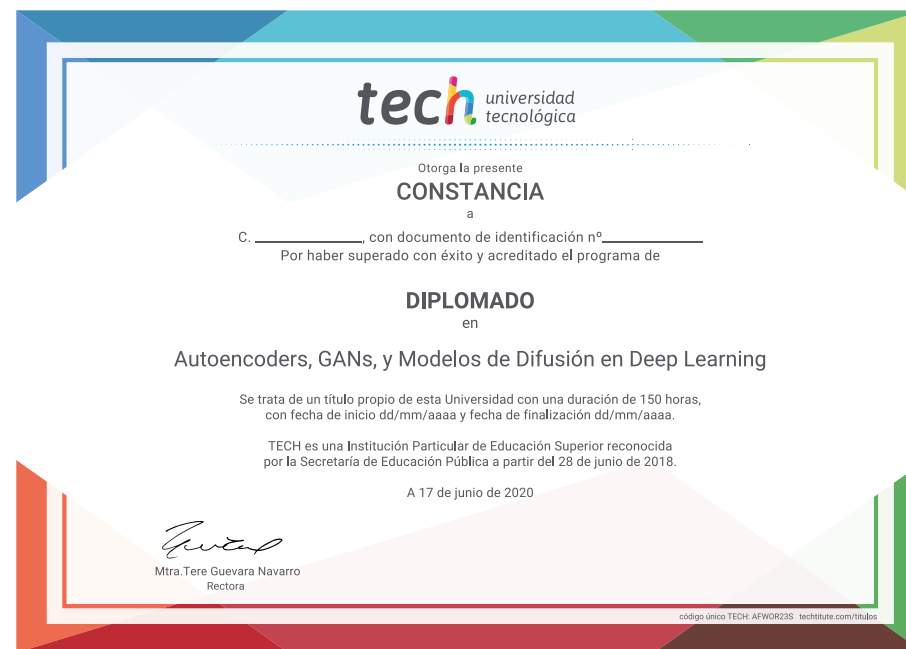 tech universidad
tecnológica
Otorga la presente
CONSTANCIA
a
C. ____________, con documento de identificación nº____________
Por haber superado con éxito y acreditado el programa de
DIPLOMADO
en
Autoencoders, GANs, y Modelos de Difusión en Deep Learning
Se trata de un título propio de esta Universidad con una duración de 150 horas,
con fecha de inicio dd/mm/aaaa y fecha de finalización dd/mm/aaaa.
TECH es una Institución Particular de Educación Superior reconocida
por la Secretaría de Educación Pública a partir del 28 de junio de 2018.
A 17 de junio de 2020
Mtra.Tere Guevara Navarro
Rectora
código único TECH: AFWOR23S techtitute.com/titulos